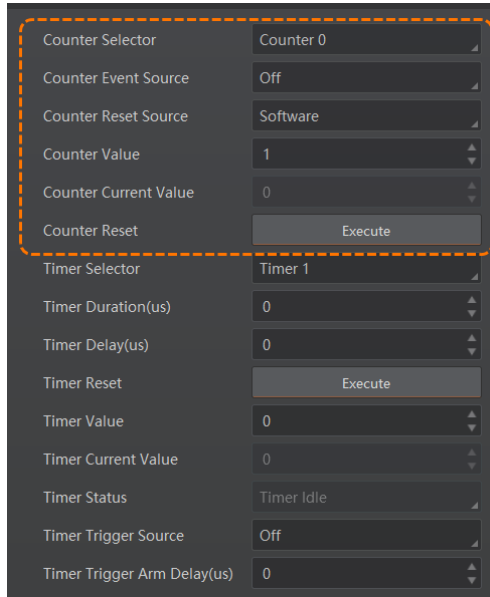 Counter Selector Counter 0
Counter Event Source Off
Counter Reset Source Software
Counter Value 1
Counter Current Value 0
Counter Reset Execute
Timer Selector Timer 1
Timer Duration(us) 0
Timer Delay(us) 0
Timer Reset Execute
Timer Value 0
Timer Current Value 0
Timer Status Timer Idle
Timer Trigger Source Off
Timer Trigger Arm Delay(us) 0